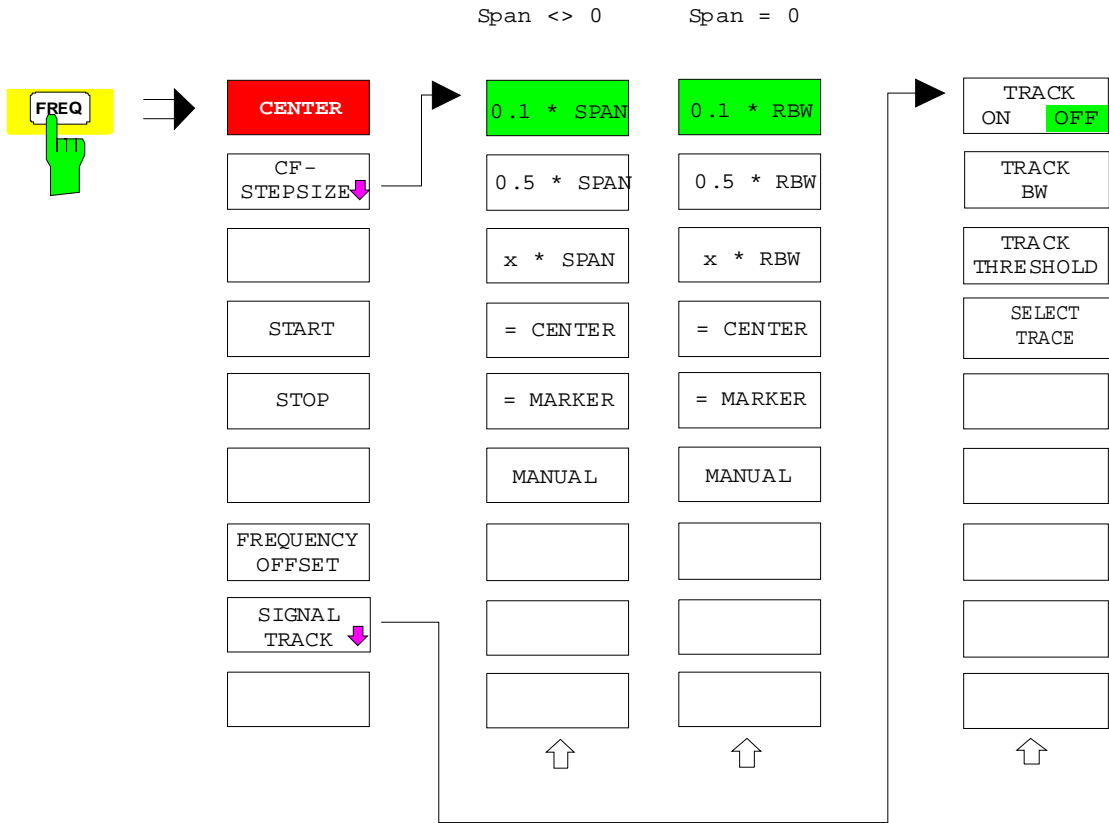 Span <> 0
Span = 0
FREQ
CENTER
CF-
STEPSIZE
START
STOP
FREQUENCY
OFFSET
SIGNAL
TRACK
0.1 * SPAN
0.5 * SPAN
x * SPAN
= CENTER
= MARKER
MANUAL
0.1 * RBW
0.5 * RBW
x * RBW
= CENTER
= MARKER
MANUAL
TRACK
ON OFF
TRACK
BW
TRACK
THRESHOLD
SELECT
TRACE